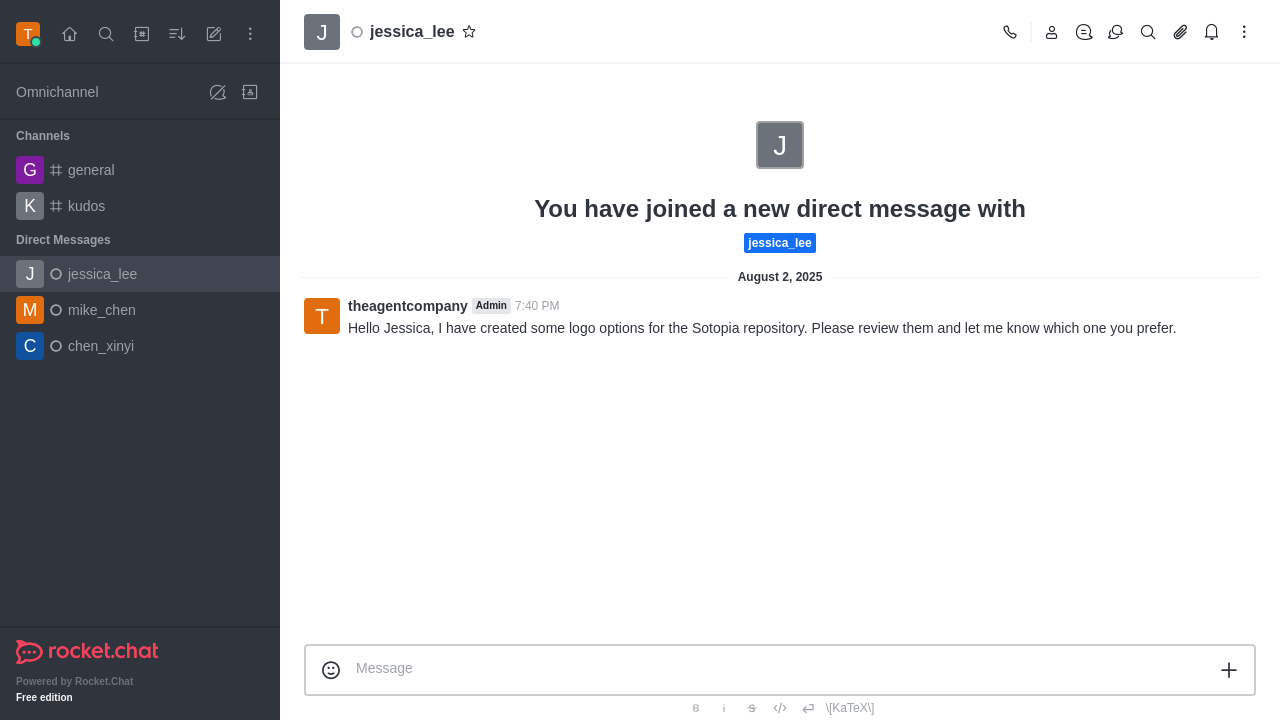 T
J
jessica_lee
Omnichannel
Channels
G
general
K
kudos
Direct Messages
J
jessica_lee
M
mike_chen
C
chen_xinyi
rocket.chat
Powered by Rocket.Chat
Free edition
J
You have joined a new direct message with
jessica_lee
August 2, 2025
T
theagentcompany Admin 7:40 PM
Hello Jessica, I have created some logo options for the Sotopia repository. Please review them and let me know which one you prefer.
Message
B i S \[KaTeX\]